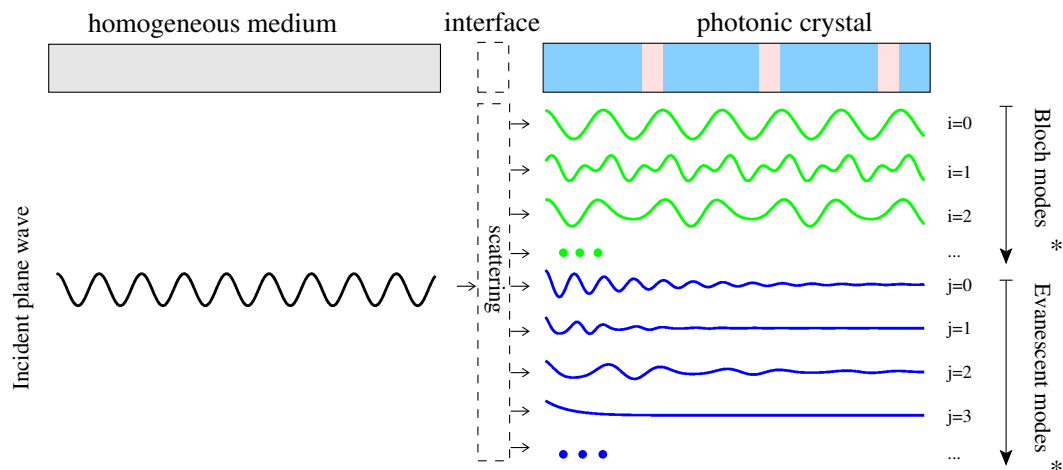 homogeneous medium
interface
photonic crystal
Incident plane wave
scattering
i=0
i=1
i=2
...
j=0
j=1
j=2
j=3
...
Bloch modes *
Evanescent modes *